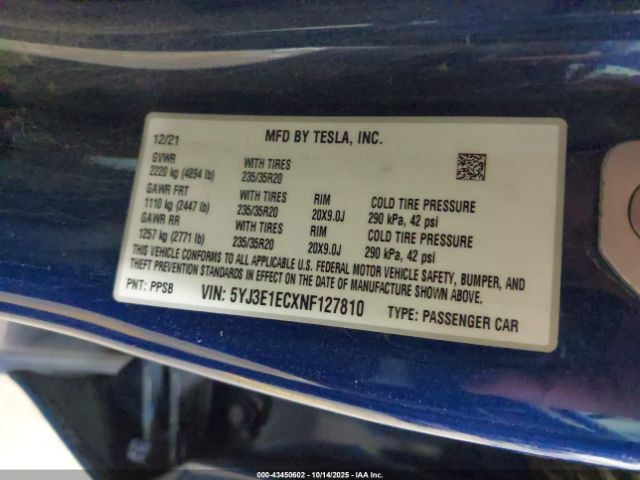 12/21 MFD BY TESLA, INC.
GVWR WITH TIRES
2220 kg (4894 lb) 235/35R20
GAWR FRT WITH TIRES RIM COLD TIRE PRESSURE
1110 kg (2447 lb) 235/35R20 20X9.0J 290 kPa, 42 psi
GAWR RR WITH TIRES RIM COLD TIRE PRESSURE
1257 kg (2771 lb) 235/35R20 20X9.0J 290 kPa, 42 psi
THIS VEHICLE CONFORMS TO ALL APPLICABLE U.S. FEDERAL MOTOR VEHICLE SAFETY, BUMPER, AND
THEFT PREVENTION STANDARDS IN EFFECT ON THE DATE OF MANUFACTURE SHOWN ABOVE.
PNT: PPSB VIN: 5YJ3E1ECXNF127810 TYPE: PASSENGER CAR
000-43450602 - 10/14/2025 - IAA Inc.